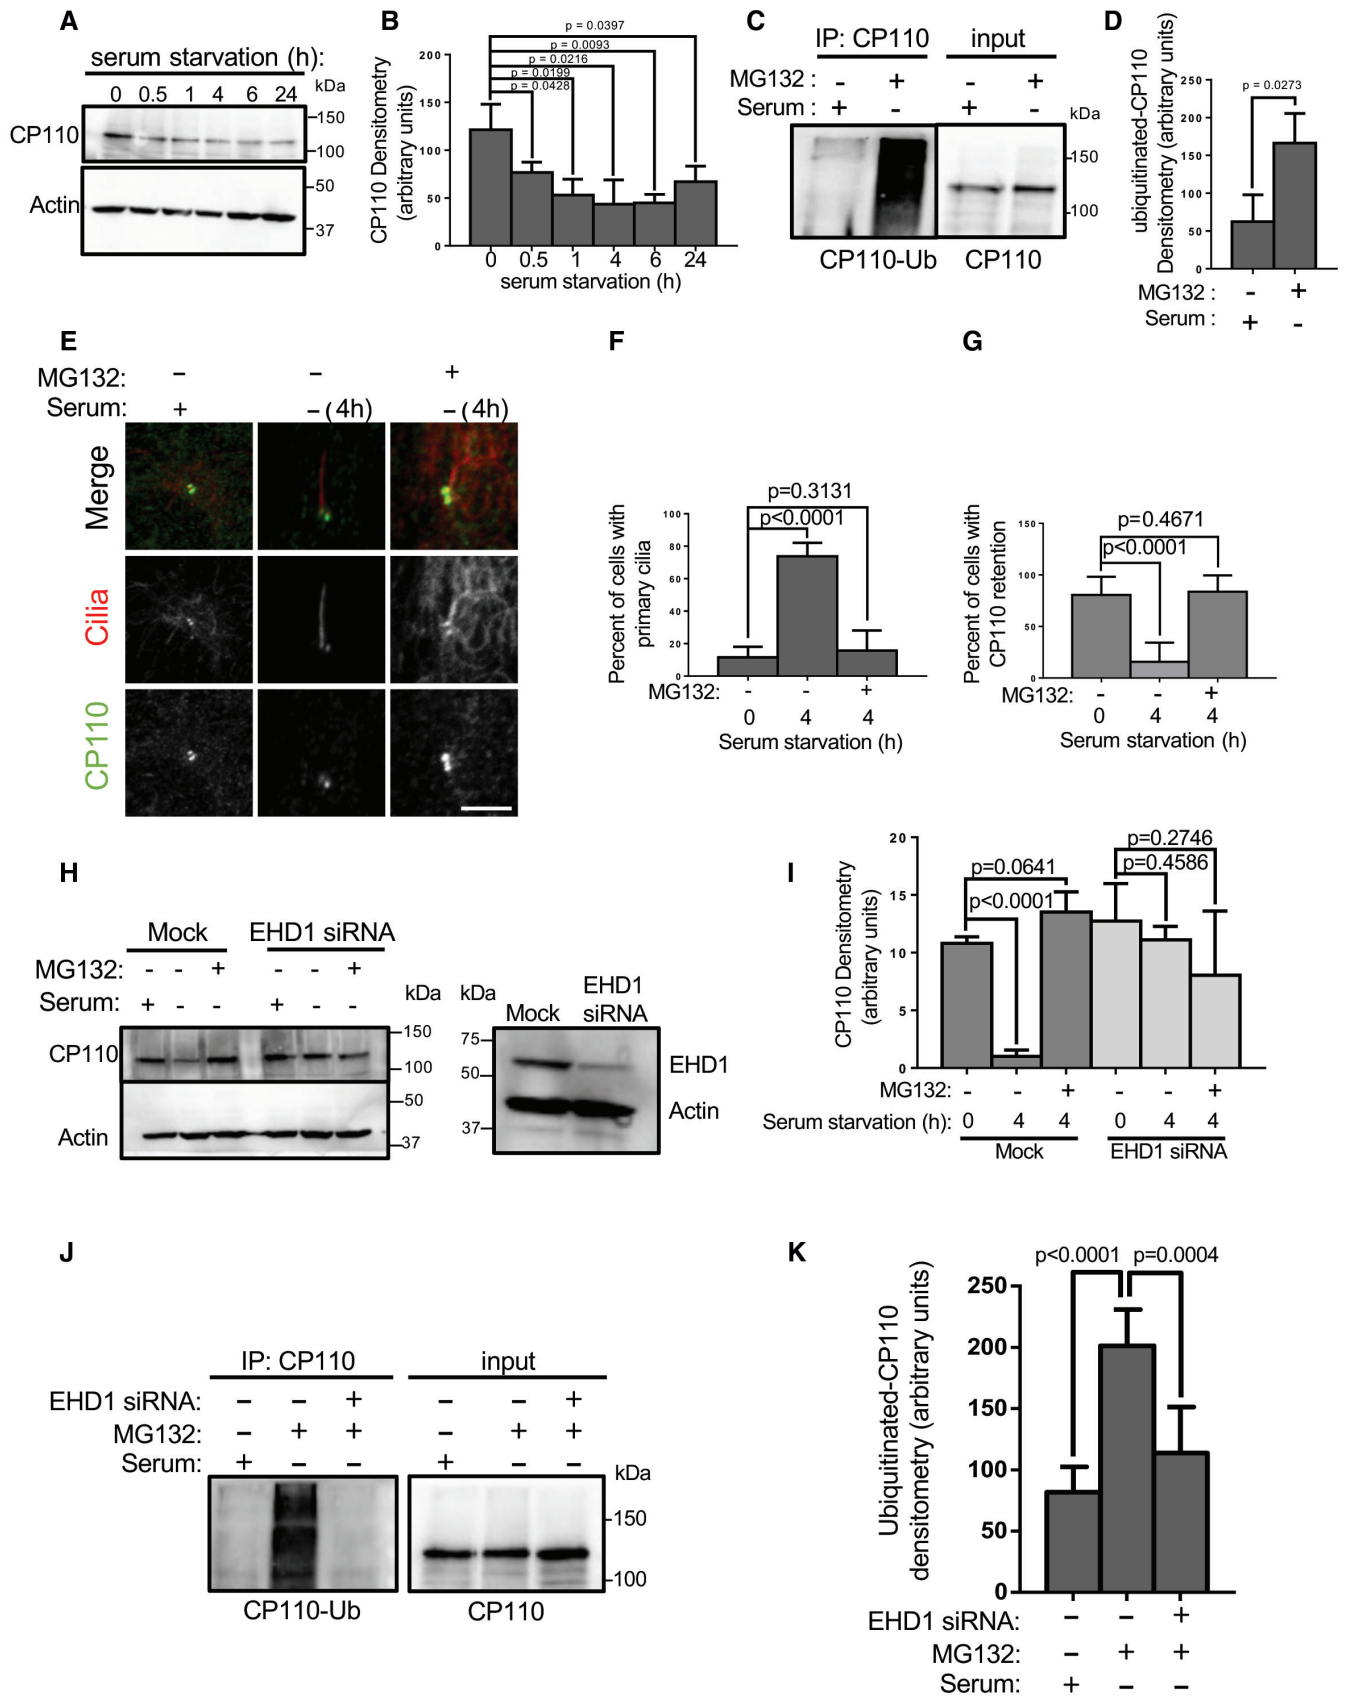 A
serum starvation (h):
0 0.5 1 4 6 24
kDa
CP110
150
100
Actin
50
37
B
CP110 Densitometry
(arbitrary units)
200
150
100
50
0
p = 0.0397
p = 0.0093
p = 0.0216
p = 0.0199
p = 0.0428
0 0.5 1 4 6 24
serum starvation (h)
C
IP: CP110 input
MG132 : - + - +
Serum : + - + -
kDa
150
100
CP110-Ub CP110
D
ubiquitinated-CP110
Densitometry (arbitrary units)
250
200
150
100
50
0
p = 0.0273
MG132 : - +
Serum : + -
E
MG132: - - +
Serum: + -(4h) -(4h)
Merge
Cilia
CP110
F
Percent of cells with
primary cilia
100
80
60
40
20
0
p=0.3131
p<0.0001
MG132: - - +
0 4 4
Serum starvation (h)
G
Percent of cells with
CP110 retention
150
100
50
0
p=0.4671
p<0.0001
MG132: - - +
0 4 4
Serum starvation (h)
H
Mock EHD1 siRNA
MG132: - - + - - +
Serum: + - - + - -
kDa
CP110
150
100
Actin
50
37
kDa
Mock
EHD1
siRNA
75
50
37
EHD1
Actin
I
CP110 Densitometry
(arbitrary units)
20
15
10
5
0
p=0.0641
p<0.0001
p=0.2746
p=0.4586
MG132: - - + - - +
Serum starvation (h): 0 4 4 0 4 4
Mock EHD1 siRNA
J
IP: CP110 input
EHD1 siRNA: - - + - - +
MG132: - + + - + +
Serum: + - - + - -
kDa
150
100
CP110-Ub CP110
K
Ubiquitinated-CP110
densitometry (arbitrary units)
250
200
150
100
50
0
p<0.0001 p=0.0004
EHD1 siRNA: - - +
MG132: - + +
Serum: + - -